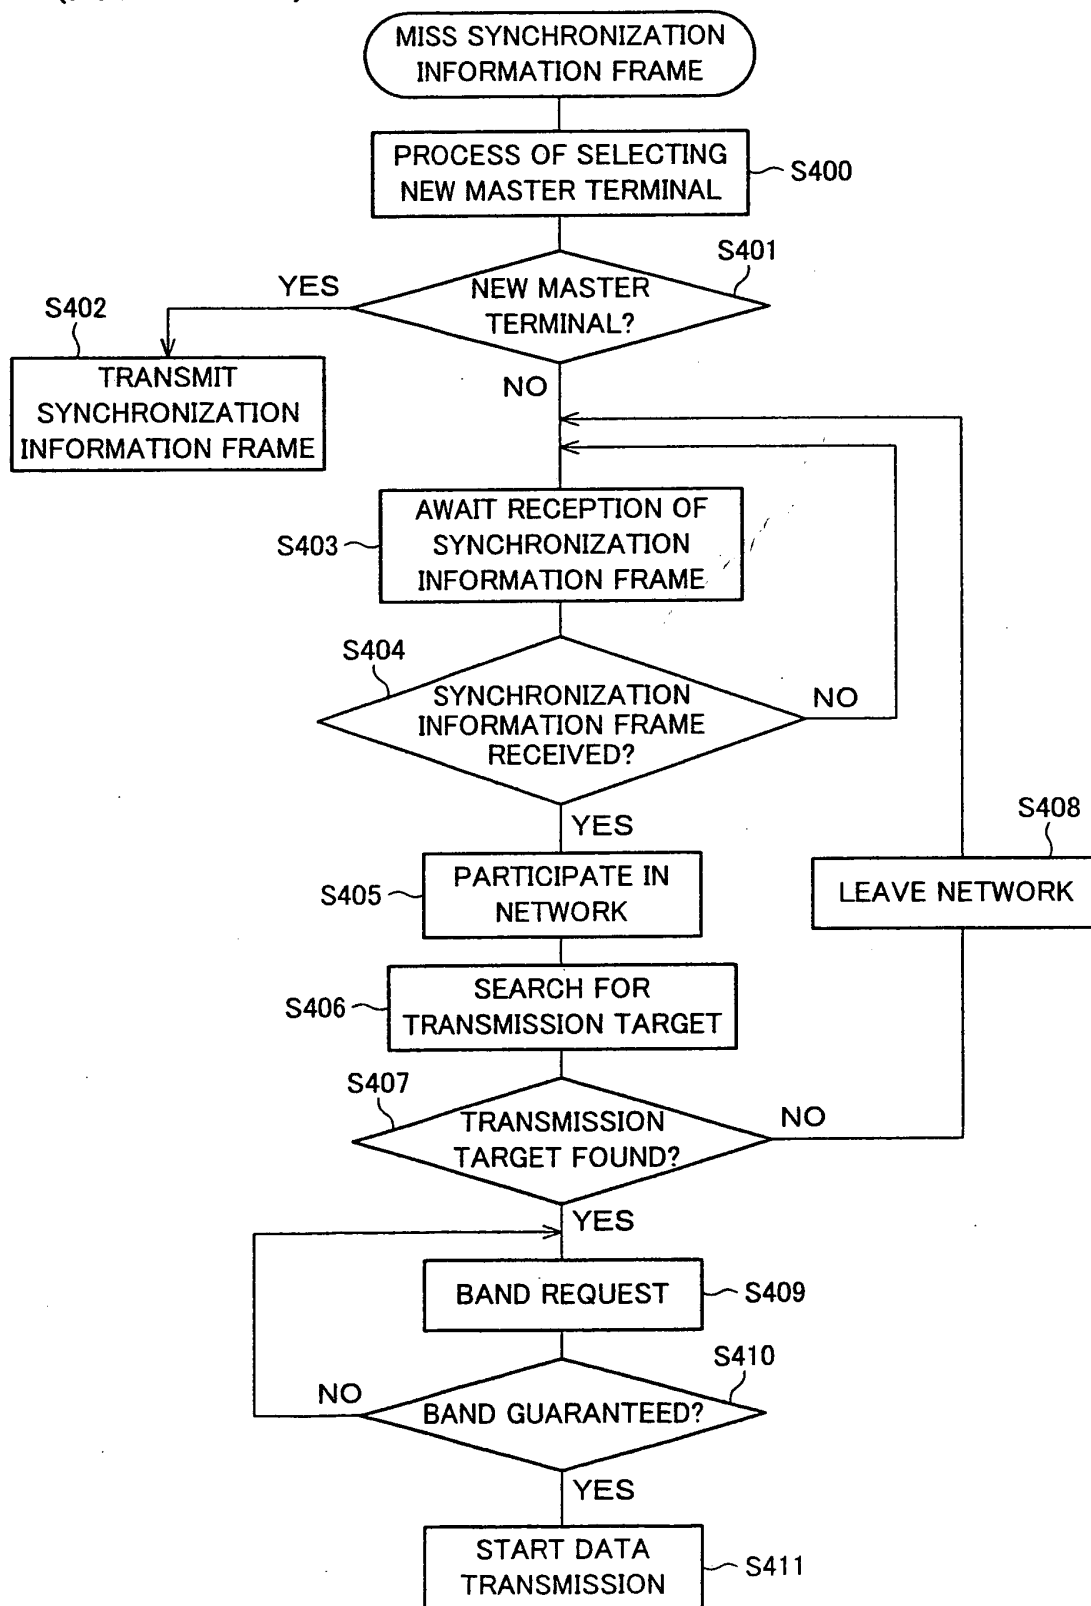 MISS SYNCHRONIZATION
INFORMATION FRAME
PROCESS OF SELECTING
NEW MASTER TERMINAL
S400
S401
NEW MASTER
TERMINAL?
YES
S402
TRANSMIT
SYNCHRONIZATION
INFORMATION FRAME
NO
S403
AWAIT RECEPTION OF
SYNCHRONIZATION
INFORMATION FRAME
S404
SYNCHRONIZATION
INFORMATION FRAME
RECEIVED?
NO
YES
S408
LEAVE NETWORK
S405
PARTICIPATE IN
NETWORK
S406
SEARCH FOR
TRANSMISSION TARGET
S407
TRANSMISSION
TARGET FOUND?
NO
YES
BAND REQUEST
S409
S410
NO
BAND GUARANTEED?
YES
START DATA
TRANSMISSION
S411